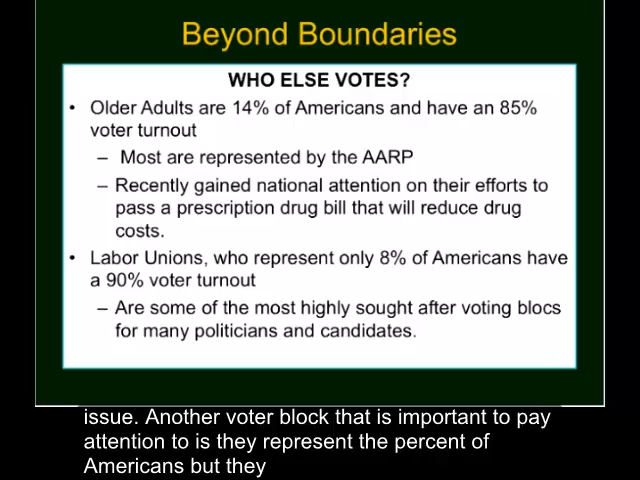 Beyond Boundaries
WHO ELSE VOTES?
• Older Adults are 14% of Americans and have an 85%
voter turnout
– Most are represented by the AARP
– Recently gained national attention on their efforts to
pass a prescription drug bill that will reduce drug
costs.
• Labor Unions, who represent only 8% of Americans have
a 90% voter turnout
– Are some of the most highly sought after voting blocs
for many politicians and candidates.
issue. Another voter block that is important to pay
attention to is they represent the percent of
Americans but they